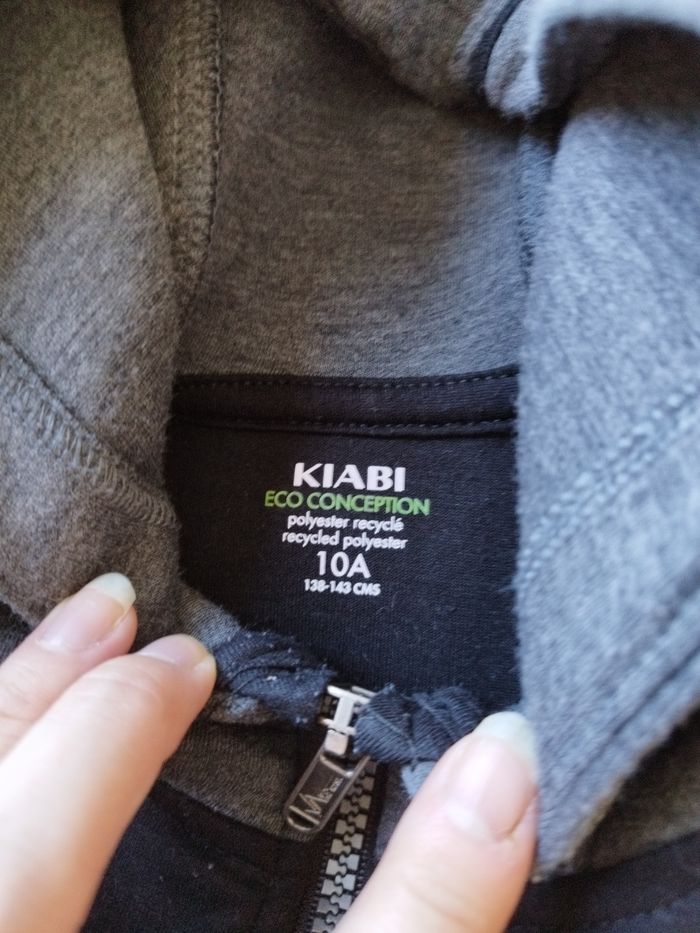 KIABI
ECO CONCEPTION
polyester recyclé
recycled polyester
10A
138-143 CMS